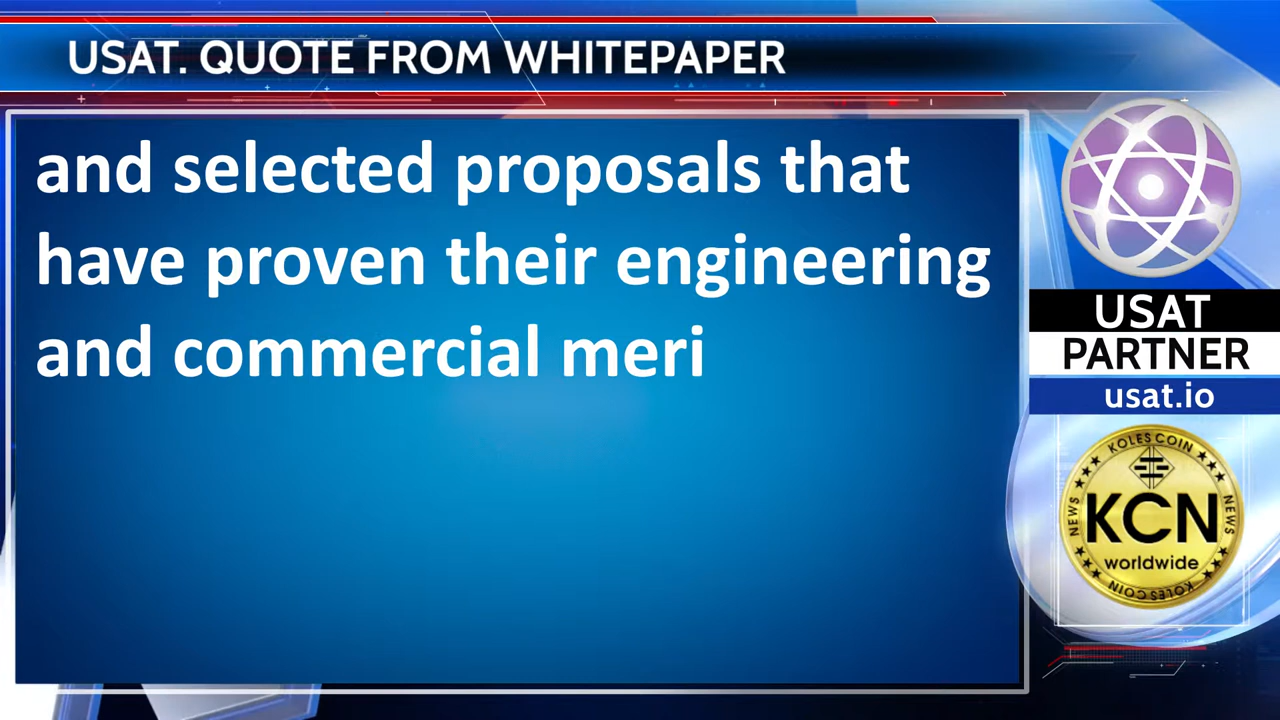 USAT. QUOTE FROM WHITEPAPER
and selected proposals that
have proven their engineering
and commercial meri
USAT
PARTNER
usat.io
KOLES COIN
NEWS
KCN
NEWS
worldwide
KOLES COIN